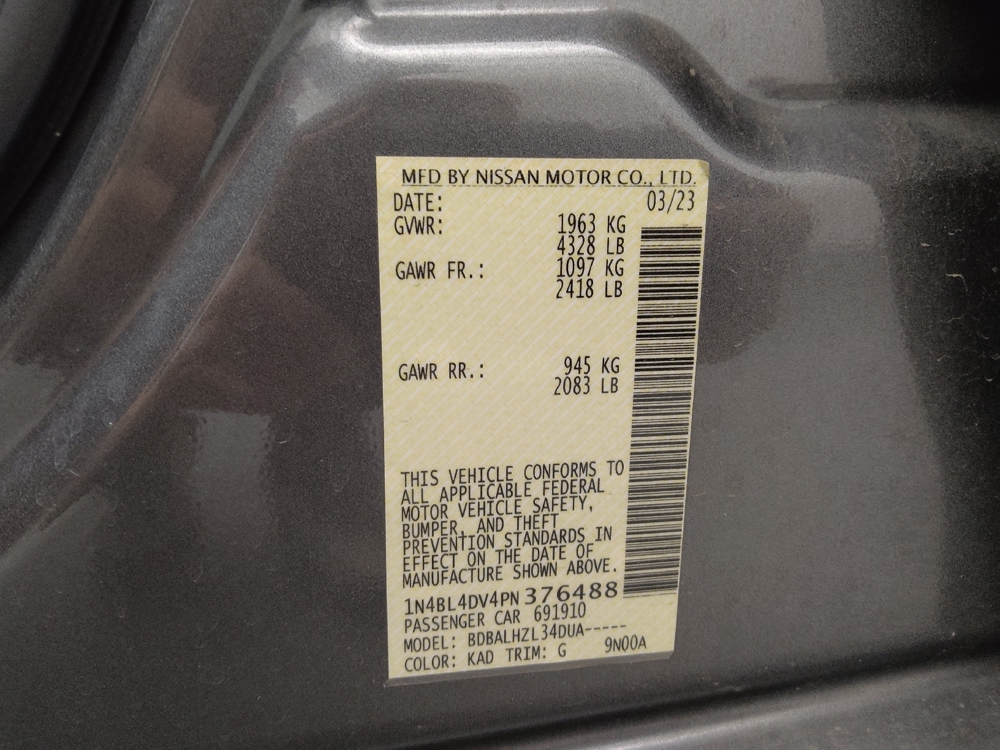 MFD BY NISSAN MOTOR CO., LTD.
DATE: 03/23
GVWR: 1963 KG
4328 LB
GAWR FR.: 1097 KG
2418 LB
GAWR RR.: 945 KG
2083 LB
THIS VEHICLE CONFORMS TO
ALL APPLICABLE FEDERAL
MOTOR VEHICLE SAFETY,
BUMPER, AND THEFT
PREVENTION STANDARDS IN
EFFECT ON THE DATE OF
MANUFACTURE SHOWN ABOVE.
1N4BL4DV4PN376488
PASSENGER CAR 691910
MODEL: BDBALHZL34DUA-----
COLOR: KAD TRIM: G 9N00A